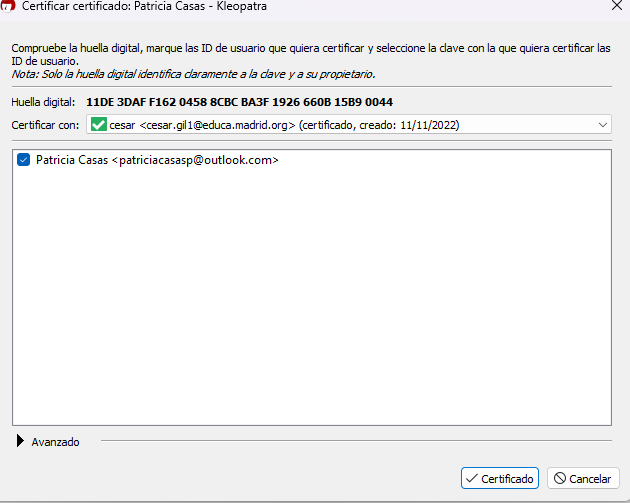 Certificar certificado: Patricia Casas - Kleopatra
Compruebe la huella digital, marque las ID de usuario que quiera certificar y seleccione la clave con la que quiera certificar las
ID de usuario.
Nota: Solo la huella digital identifica claramente a la clave y a su propietario.
Huella digital: 11DE 3DAF F162 0458 8CBC BA3F 1926 660B 15B9 0044
Certificar con: cesar <cesar.gil1@educa.madrid.org> (certificado, creado: 11/11/2022)
Patricia Casas <patriciacasasp@outlook.com>
Avanzado
Certificado Cancelar